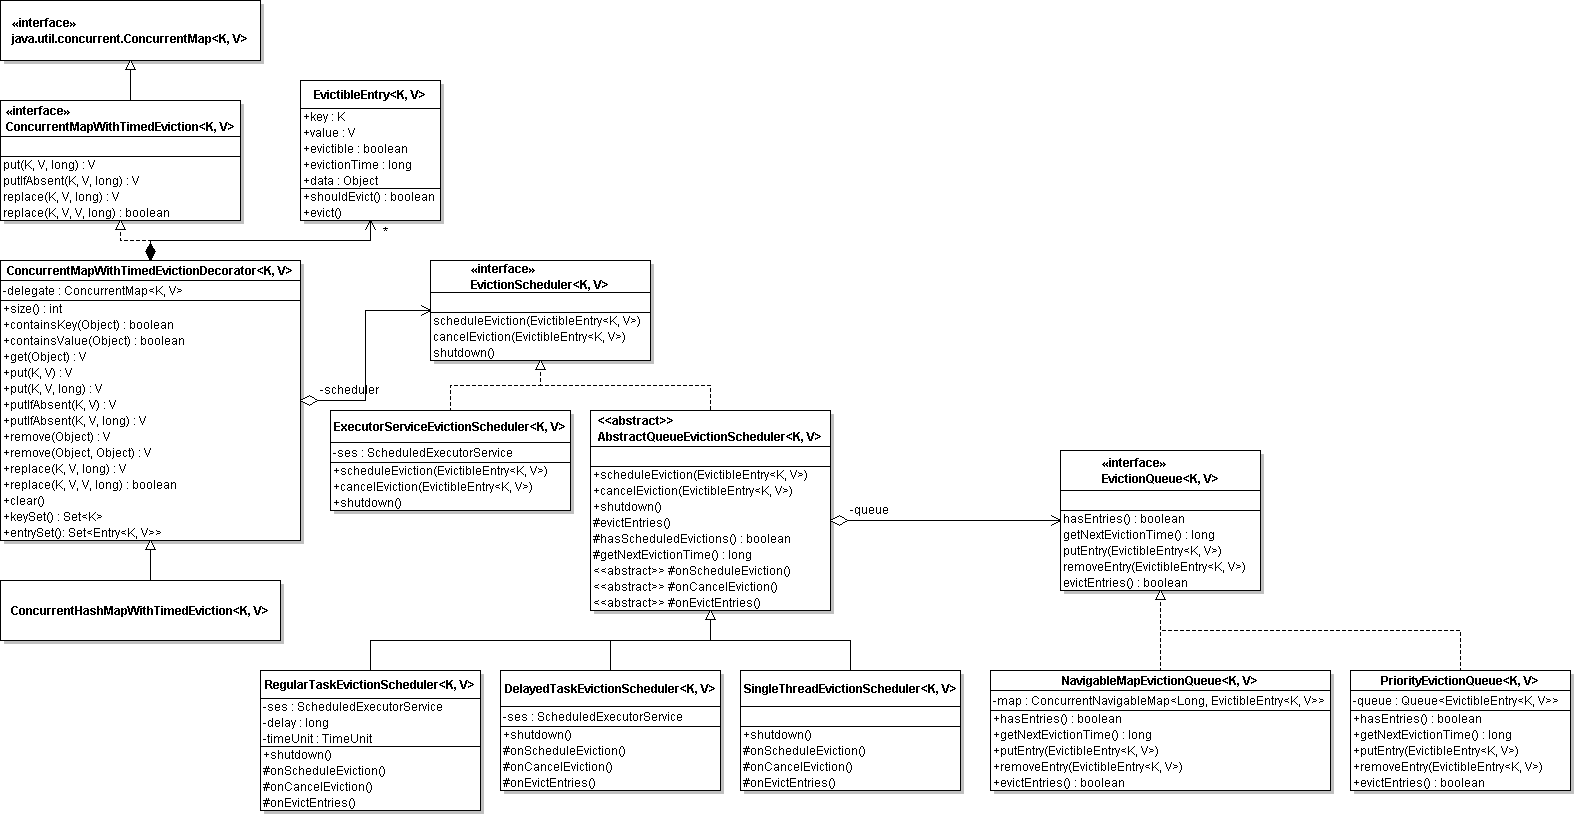 «interface»
java.util.concurrent.ConcurrentMap<K, V>
«interface»
ConcurrentMapWithTimedEviction<K, V>
put(K, V, long) : V
putIfAbsent(K, V, long) : V
replace(K, V, long) : V
replace(K, V, V, long) : boolean
EvictibleEntry<K, V>
+key : K
+value : V
+evictible : boolean
+evictionTime : long
+data : Object
+shouldEvict() : boolean
+evict()
*
ConcurrentMapWithTimedEvictionDecorator<K, V>
-delegate : ConcurrentMap<K, V>
+size() : int
+containsKey(Object) : boolean
+containsValue(Object) : boolean
+get(Object) : V
+put(K, V) : V
+put(K, V, long) : V
+putIfAbsent(K, V) : V
+putIfAbsent(K, V, long) : V
+remove(Object) : V
+remove(Object, Object) : V
+replace(K, V, long) : V
+replace(K, V, V, long) : boolean
+clear()
+keySet() : Set<K>
+entrySet(): Set<Entry<K, V>>
-scheduler
ConcurrentHashMapWithTimedEviction<K, V>
«interface»
EvictionScheduler<K, V>
scheduleEviction(EvictibleEntry<K, V>)
cancelEviction(EvictibleEntry<K, V>)
shutdown()
ExecutorServiceEvictionScheduler<K, V>
-ses : ScheduledExecutorService
+scheduleEviction(EvictibleEntry<K, V>)
+cancelEviction(EvictibleEntry<K, V>)
+shutdown()
<<abstract>>
AbstractQueueEvictionScheduler<K, V>
+scheduleEviction(EvictibleEntry<K, V>)
+cancelEviction(EvictibleEntry<K, V>)
+shutdown()
#evictEntries()
#hasScheduledEvictions() : boolean
#getNextEvictionTime() : long
<<abstract>> #onScheduleEviction()
<<abstract>> #onCancelEviction()
<<abstract>> #onEvictEntries()
-queue
«interface»
EvictionQueue<K, V>
hasEntries() : boolean
getNextEvictionTime() : long
putEntry(EvictibleEntry<K, V>)
removeEntry(EvictibleEntry<K, V>)
evictEntries() : boolean
RegularTaskEvictionScheduler<K, V>
-ses : ScheduledExecutorService
-delay : long
-timeUnit : TimeUnit
+shutdown()
#onScheduleEviction()
#onCancelEviction()
#onEvictEntries()
DelayedTaskEvictionScheduler<K, V>
-ses : ScheduledExecutorService
+shutdown()
#onScheduleEviction()
#onCancelEviction()
#onEvictEntries()
SingleThreadEvictionScheduler<K, V>
+shutdown()
#onScheduleEviction()
#onCancelEviction()
#onEvictEntries()
NavigableMapEvictionQueue<K, V>
-map : ConcurrentNavigableMap<Long, EvictibleEntry<K, V>>
+hasEntries() : boolean
+getNextEvictionTime() : long
+putEntry(EvictibleEntry<K, V>)
+removeEntry(EvictibleEntry<K, V>)
+evictEntries() : boolean
PriorityEvictionQueue<K, V>
-queue : Queue<EvictibleEntry<K, V>>
+hasEntries() : boolean
+getNextEvictionTime() : long
+putEntry(EvictibleEntry<K, V>)
+removeEntry(EvictibleEntry<K, V>)
+evictEntries() : boolean